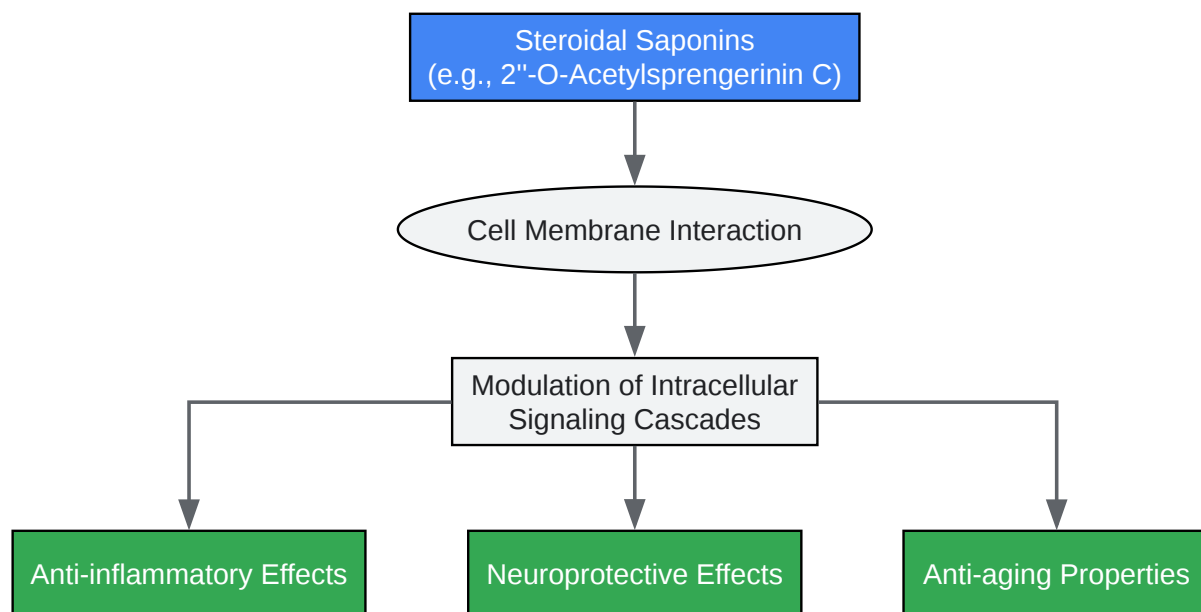 Steroidal Saponins
(e.g., 2''-O-Acetylsprengerinin C)
Cell Membrane Interaction
Modulation of Intracellular
Signaling Cascades
Anti-inflammatory Effects
Neuroprotective Effects
Anti-aging Properties